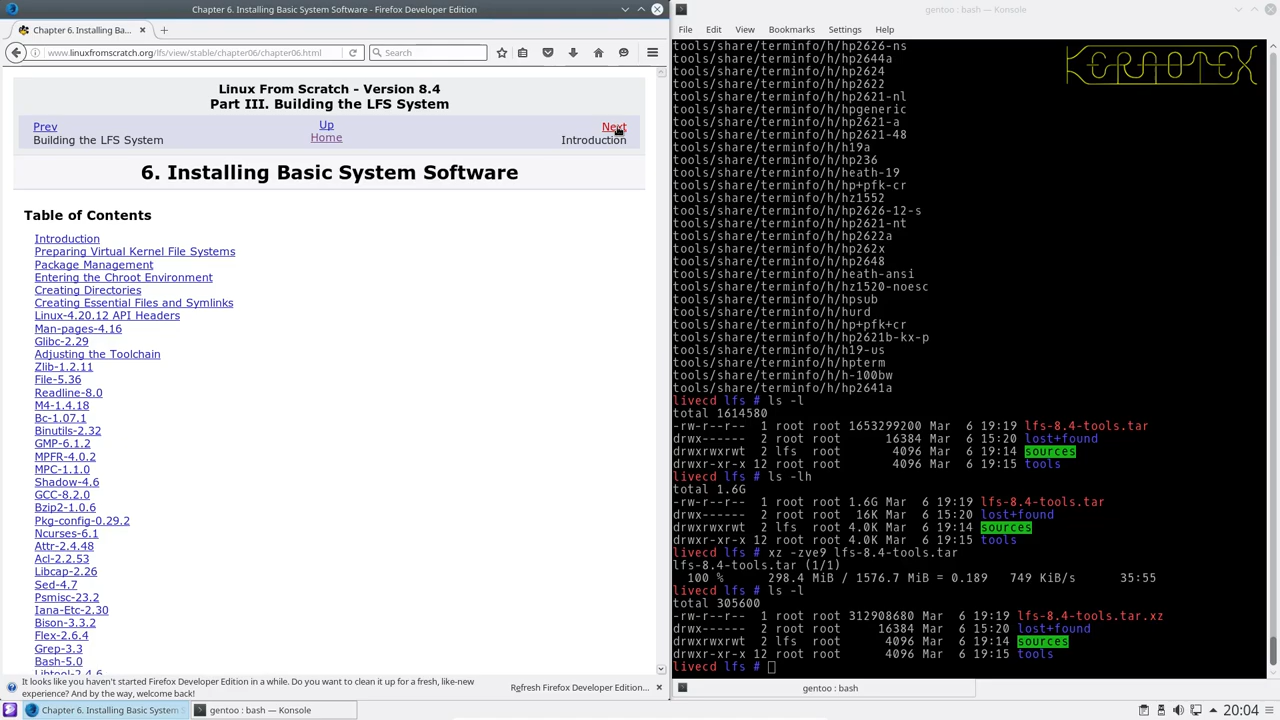 Chapter 6. Installing Basic System Software - Firefox Developer Edition
Chapter 6. Installing Ba...
www.linuxfromscratch.org/lfs/view/stable/chapter06/chapter06.html
Search
Linux From Scratch - Version 8.4
Part III. Building the LFS System
Prev
Building the LFS System
Up
Home
Next
Introduction
6. Installing Basic System Software
Table of Contents
Introduction
Preparing Virtual Kernel File Systems
Package Management
Entering the Chroot Environment
Creating Directories
Creating Essential Files and Symlinks
Linux-4.20.12 API Headers
Man-pages-4.16
Glibc-2.29
Adjusting the Toolchain
Zlib-1.2.11
File-5.36
Readline-8.0
M4-1.4.18
Bc-1.07.1
Binutils-2.32
GMP-6.1.2
MPFR-4.0.2
MPC-1.1.0
Shadow-4.6
GCC-8.2.0
Bzip2-1.0.6
Pkg-config-0.29.2
Ncurses-6.1
Attr-2.4.48
Acl-2.2.53
Libcap-2.26
Sed-4.7
Psmisc-23.2
Iana-Etc-2.30
Bison-3.3.2
Flex-2.6.4
Grep-3.3
Bash-5.0
Libtool-2.4.6
It looks like you haven't started Firefox Developer Edition in a while. Do you want to clean it up for a fresh, like-new
experience? And by the way, welcome back!
Refresh Firefox Developer Edition...
gentoo : bash — Konsole
File Edit View Bookmarks Settings Help
KERNOTEX
tools/share/terminfo/h/hp2626-ns
tools/share/terminfo/h/hp2644a
tools/share/terminfo/h/hp2624
tools/share/terminfo/h/hp2622
tools/share/terminfo/h/hp2621-nl
tools/share/terminfo/h/hpgeneric
tools/share/terminfo/h/hp2621-a
tools/share/terminfo/h/hp2621-48
tools/share/terminfo/h/h19a
tools/share/terminfo/h/hp236
tools/share/terminfo/h/heath-19
tools/share/terminfo/h/hp+pfk-cr
tools/share/terminfo/h/hz1552
tools/share/terminfo/h/hp2626-12-s
tools/share/terminfo/h/hp2621-nt
tools/share/terminfo/h/hp2622a
tools/share/terminfo/h/hp262x
tools/share/terminfo/h/hp2648
tools/share/terminfo/h/heath-ansi
tools/share/terminfo/h/hz1520-noesc
tools/share/terminfo/h/hpsub
tools/share/terminfo/h/hurd
tools/share/terminfo/h/hp+pfk+cr
tools/share/terminfo/h/hp2621b-kx-p
tools/share/terminfo/h/h19-us
tools/share/terminfo/h/hpterm
tools/share/terminfo/h/h-100bw
tools/share/terminfo/h/hp2641a
livecd lfs # ls -l
total 1614580
-rw-r--r-- 1 root root 1653299200 Mar 6 19:19 lfs-8.4-tools.tar
drwx------ 2 root root 16384 Mar 6 15:20 lost+found
drwxrwxrwt 2 lfs root 4096 Mar 6 19:14 sources
drwxr-xr-x 12 root root 4096 Mar 6 19:15 tools
livecd lfs # ls -lh
total 1.6G
-rw-r--r-- 1 root root 1.6G Mar 6 19:19 lfs-8.4-tools.tar
drwx------ 2 root root 16K Mar 6 15:20 lost+found
drwxrwxrwt 2 lfs root 4.0K Mar 6 19:14 sources
drwxr-xr-x 12 root root 4.0K Mar 6 19:15 tools
livecd lfs # xz -zve9 lfs-8.4-tools.tar
lfs-8.4-tools.tar (1/1)
100 % 298.4 MiB / 1576.7 MiB = 0.189 749 KiB/s 35:55
livecd lfs # ls -l
total 305600
-rw-r--r-- 1 root root 312908680 Mar 6 19:19 lfs-8.4-tools.tar.xz
drwx------ 2 root root 16384 Mar 6 15:20 lost+found
drwxrwxrwt 2 lfs root 4096 Mar 6 19:14 sources
drwxr-xr-x 12 root root 4096 Mar 6 19:15 tools
livecd lfs #
gentoo : bash
Chapter 6. Installing Basic System S
gentoo : bash — Konsole
20:04